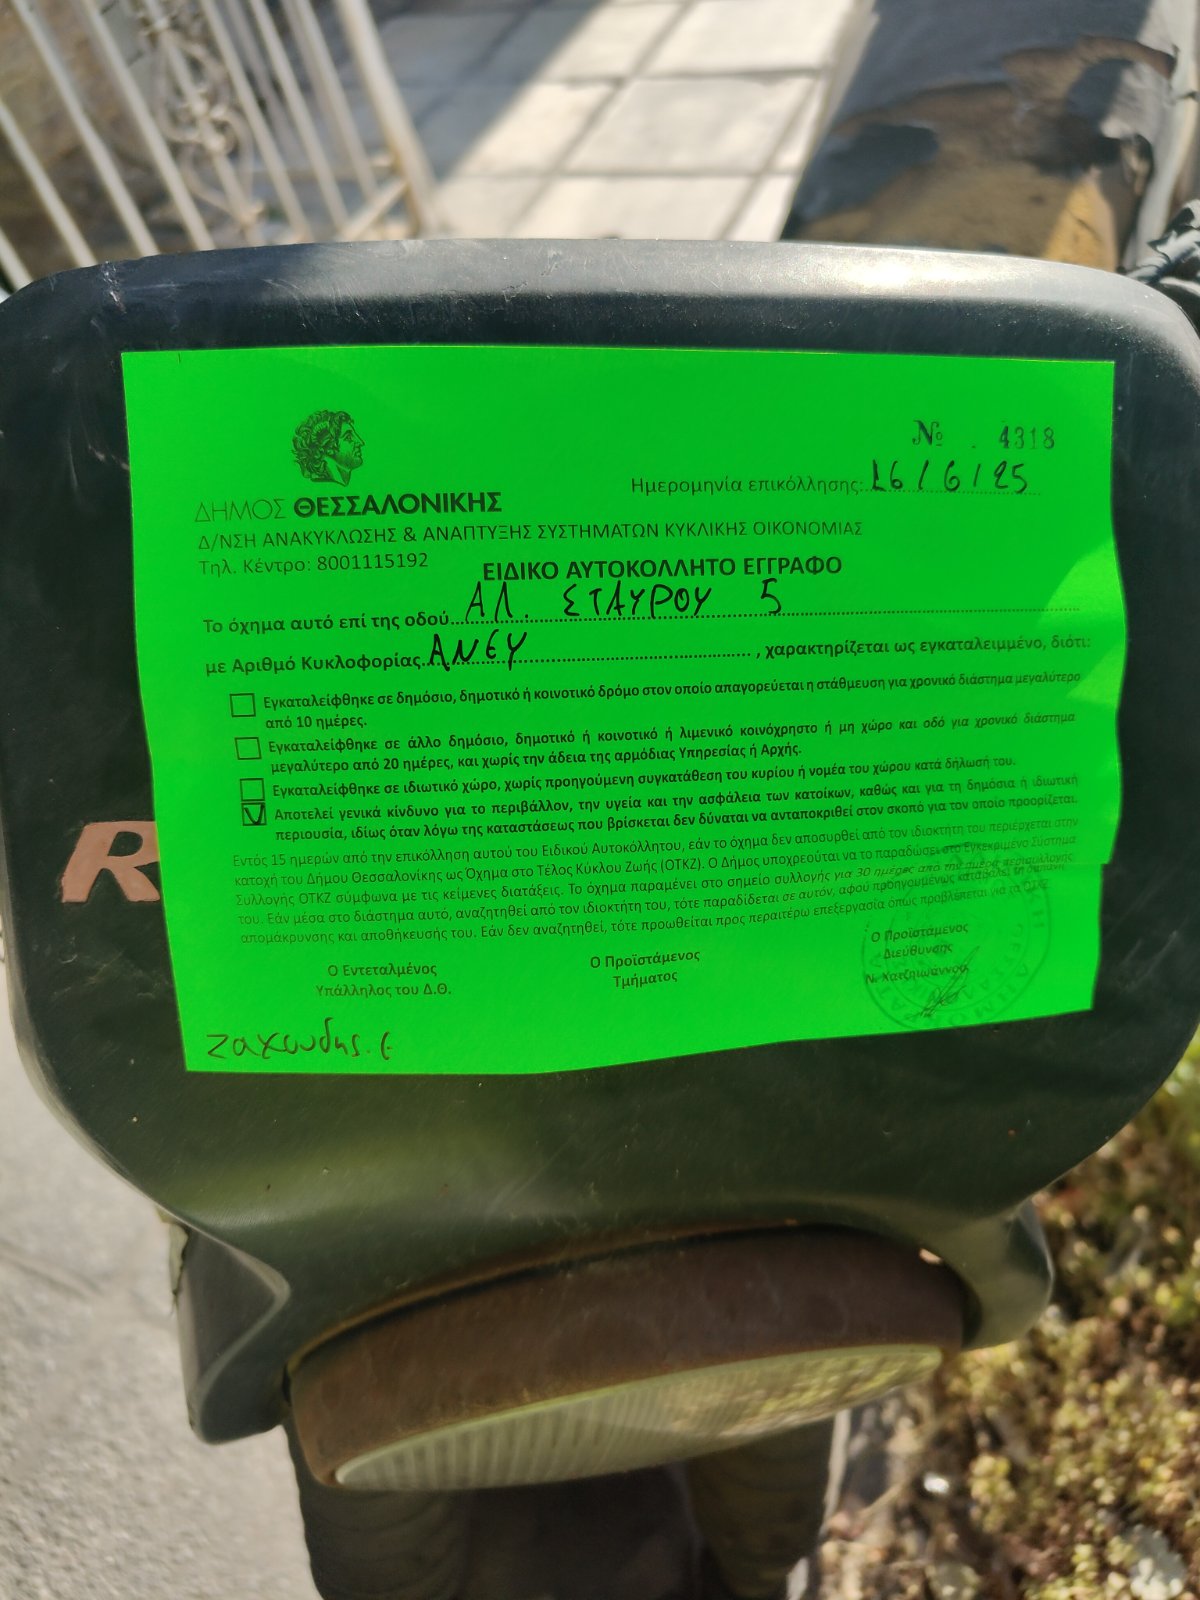 № . 4318
Ημερομηνία επικόλλησης: 16/6/25
ΔΗΜΟΣ ΘΕΣΣΑΛΟΝΙΚΗΣ
Δ/ΝΣΗ ΑΝΑΚΥΚΛΩΣΗΣ & ΑΝΑΠΤΥΞΗΣ ΣΥΣΤΗΜΑΤΩΝ ΚΥΚΛΙΚΗΣ ΟΙΚΟΝΟΜΙΑΣ
Τηλ. Κέντρο: 8001115192
ΕΙΔΙΚΟ ΑΥΤΟΚΟΛΛΗΤΟ ΕΓΓΡΑΦΟ
Το όχημα αυτό επί της οδού ΑΛ. ΣΤΑΥΡΟΥ 5
με Αριθμό Κυκλοφορίας ΑΝΕΥ, χαρακτηρίζεται ως εγκαταλειμμένο, διότι:
Εγκαταλείφθηκε σε δημόσιο, δημοτικό ή κοινοτικό δρόμο στον οποίο απαγορεύεται η στάθμευση για χρονικό διάστημα μεγαλύτερο
από 10 ημέρες.
Εγκαταλείφθηκε σε άλλο δημόσιο, δημοτικό ή κοινοτικό ή λιμενικό κοινόχρηστο ή μη χώρο και οδό για χρονικό διάστημα
μεγαλύτερο από 20 ημέρες, και χωρίς την άδεια της αρμόδιας Υπηρεσίας ή Αρχής.
Εγκαταλείφθηκε σε ιδιωτικό χώρο, χωρίς προηγούμενη συγκατάθεση του κυρίου ή νομέα του χώρου κατά δήλωσή του.
Αποτελεί γενικά κίνδυνο για το περιβάλλον, την υγεία και την ασφάλεια των κατοίκων, καθώς και για τη δημόσια ή ιδιωτική
περιουσία, ιδίως όταν λόγω της καταστάσεως που βρίσκεται δεν δύναται να ανταποκριθεί στον σκοπό για τον οποίο προορίζεται.
Εντός 15 ημερών από την επικόλληση αυτού του Ειδικού Αυτοκόλλητου, εάν το όχημα δεν αποσυρθεί από τον ιδιοκτήτη του περιέρχεται στην
κατοχή του Δήμου Θεσσαλονίκης ως Όχημα στο Τέλος Κύκλου Ζωής (ΟΤΚΖ). Ο Δήμος υποχρεούται να το παραδώσει στο Εγκεκριμένο Σύστημα
Συλλογής ΟΤΚΖ σύμφωνα με τις κείμενες διατάξεις. Το όχημα παραμένει στο σημείο συλλογής για 30 ημέρες από την ημέρα περισυλλογής
του. Εάν μέσα στο διάστημα αυτό, αναζητηθεί από τον ιδιοκτήτη του, τότε παραδίδεται σε αυτόν, αφού προηγουμένως καταβάλει τη δαπάνη
απομάκρυνσης και αποθήκευσής του. Εάν δεν αναζητηθεί, τότε προωθείται προς περαιτέρω επεξεργασία όπως προβλέπεται για τα ΟΤΚΖ.
Ο Εντεταλμένος
Υπάλληλος του Δ.Θ.
Ο Προϊστάμενος
Τμήματος
Ο Προϊστάμενος
Διεύθυνσης
Ν. Χατζηιωάννου
R